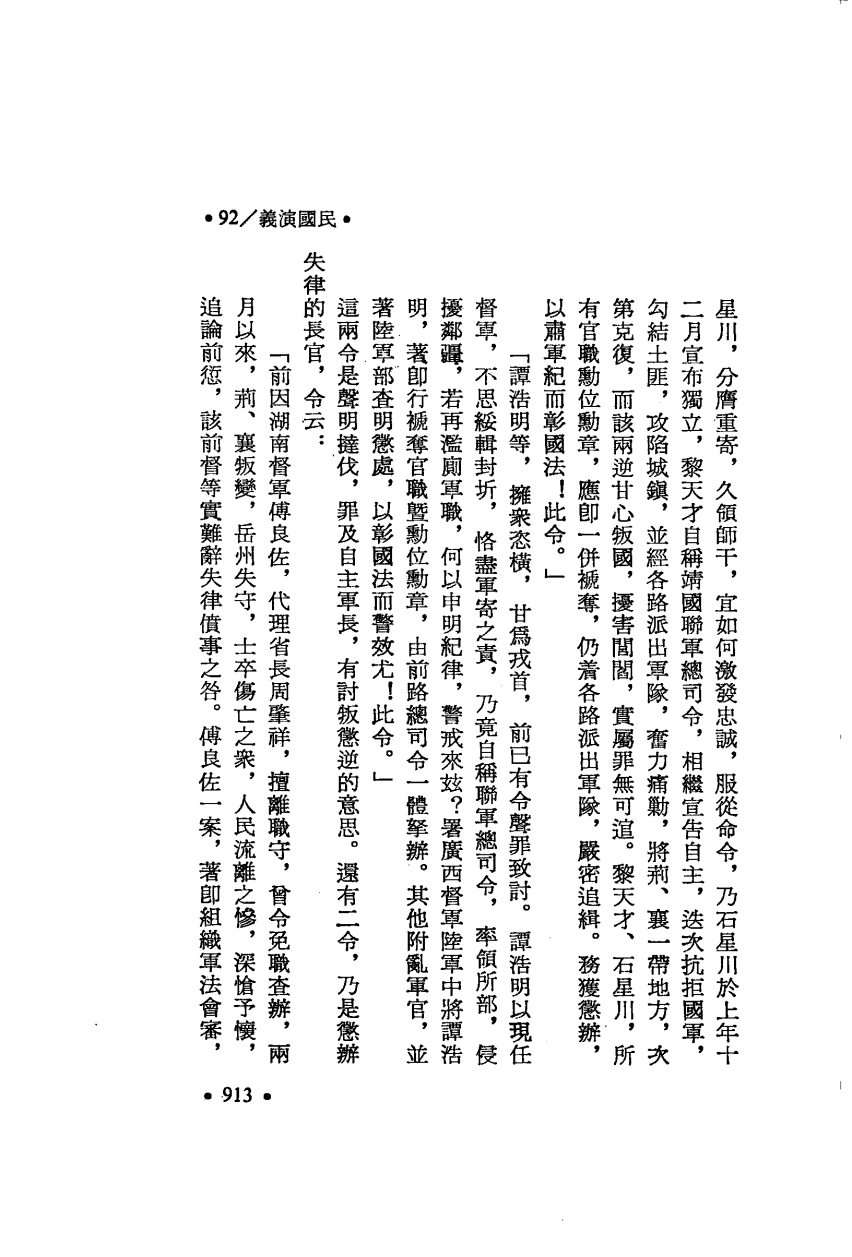 •92／義演國民•
星川，分膺重寄，久領師干，宜如何激發忠誠，服從命令，乃石星川於上年十
二月宣布獨立，黎天才自稱靖國聯軍總司令，相繼宣告自主，迭次抗拒國軍，
勾結土匪，攻陷城鎮，並經各路派出軍隊，奮力痛勦，將荊、襄一帶地方，次
第克復，而該兩逆甘心叛國，擾害閭閻，實屬罪無可逭。黎天才、石星川，所
有官職勳位勳章，應即一併褫奪，仍着各路派出軍隊，嚴密追緝。務獲懲辦，
以肅軍紀而彰國法！此令。」
「譚浩明等，擁衆恣橫，甘爲戎首，前已有令聲罪致討。譚浩明以現任
督軍，不思綏輯封圻，恪盡軍寄之責，乃竟自稱聯軍總司令，率領所部，侵
擾鄰疆，若再濫廁軍職，何以申明紀律，警戒來玆？署廣西督軍陸軍中將譚浩
明，著即行褫奪官職暨勳位勳章，由前路總司令一體拏辦。其他附亂軍官，並
著陸軍部查明懲處，以彰國法而警效尤！此令。」
這兩令是聲明撻伐，罪及自主軍長，有討叛懲逆的意思。還有二令，乃是懲辦
失律的長官，令云：
「前因湖南督軍傅良佐，代理省長周肇祥，擅離職守，曾令免職查辦，兩
月以來，荊、襄叛變，岳州失守，士卒傷亡之衆，人民流離之慘，深愴予懷，
追論前愆，該前督等實難辭失律僨事之咎。傅良佐一案，著即組織軍法會審，
•913•